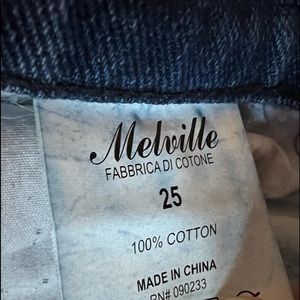 Melville
FABBRICA DI COTONE
25
100% COTTON
MADE IN CHINA
RN# 090233